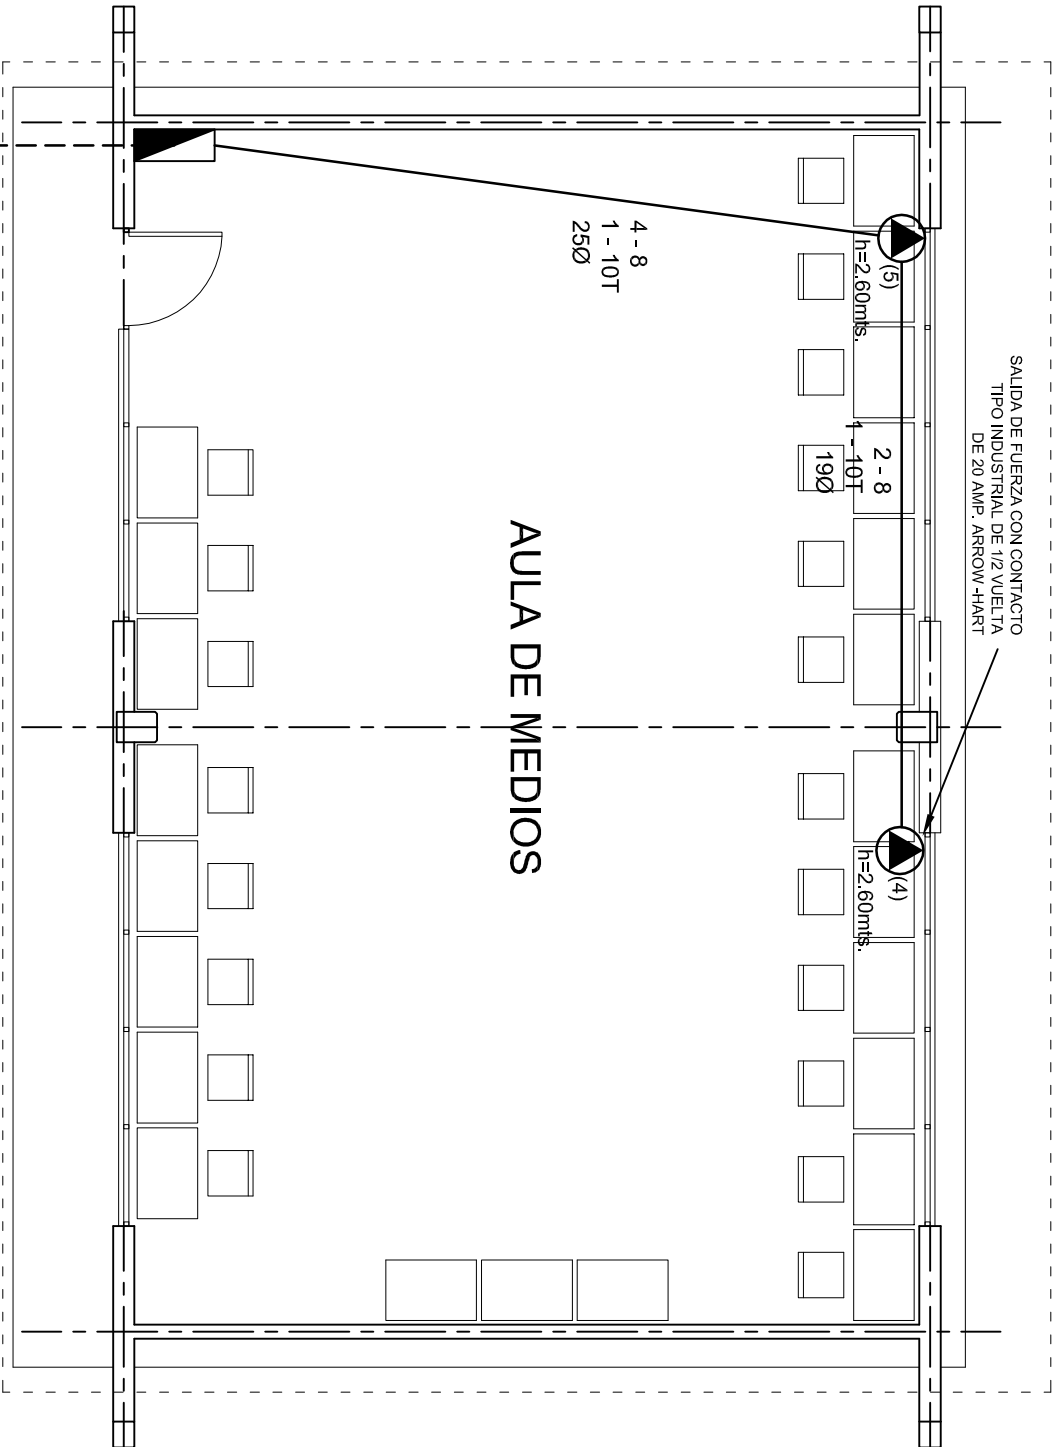 SALIDA DE FUERZA CON CONTACTO
TIPO INDUSTRIAL DE 1/2 VUELTA
DE 20 AMP. ARROW-HART
(5)
h=2.60mts.
4 - 8
1 - 10T
25Ø
2 - 8
1 - 10T
19Ø
(4)
h=2.60mts.
AULA DE MEDIOS